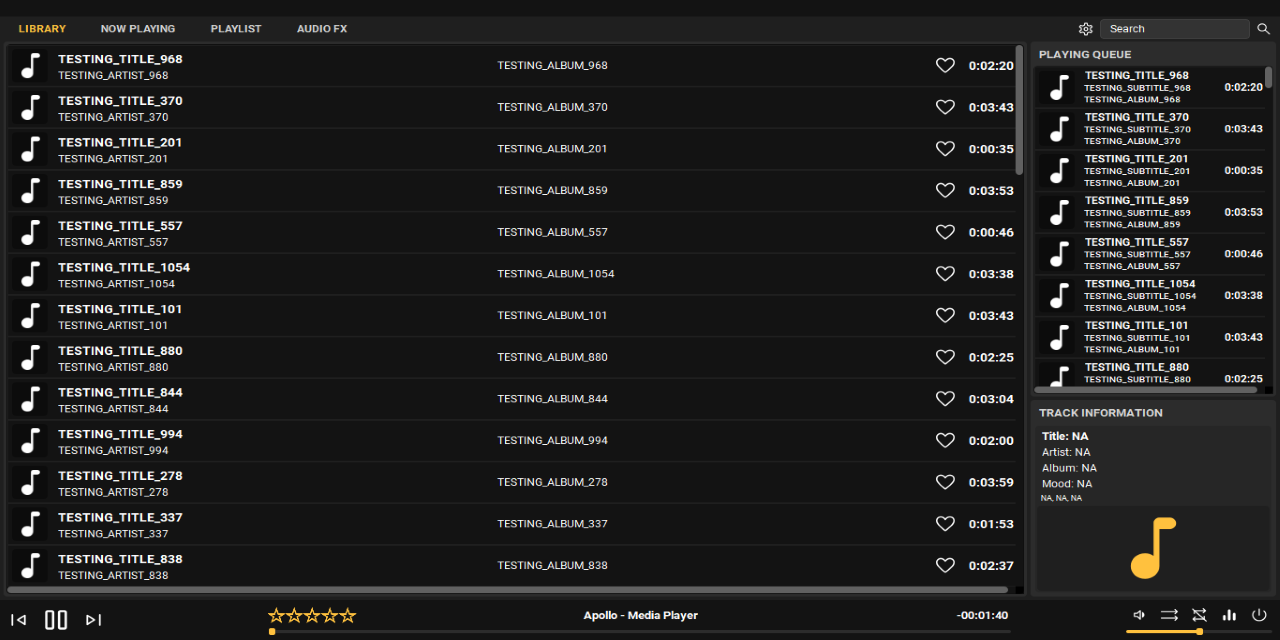 LIBRARY NOW PLAYING PLAYLIST AUDIO FX Search
TESTING_TITLE_968
TESTING_ARTIST_968
TESTING_ALBUM_968
0:02:20
TESTING_TITLE_370
TESTING_ARTIST_370
TESTING_ALBUM_370
0:03:43
TESTING_TITLE_201
TESTING_ARTIST_201
TESTING_ALBUM_201
0:00:35
TESTING_TITLE_859
TESTING_ARTIST_859
TESTING_ALBUM_859
0:03:53
TESTING_TITLE_557
TESTING_ARTIST_557
TESTING_ALBUM_557
0:00:46
TESTING_TITLE_1054
TESTING_ARTIST_1054
TESTING_ALBUM_1054
0:03:38
TESTING_TITLE_101
TESTING_ARTIST_101
TESTING_ALBUM_101
0:03:43
TESTING_TITLE_880
TESTING_ARTIST_880
TESTING_ALBUM_880
0:02:25
TESTING_TITLE_844
TESTING_ARTIST_844
TESTING_ALBUM_844
0:03:04
TESTING_TITLE_994
TESTING_ARTIST_994
TESTING_ALBUM_994
0:02:00
TESTING_TITLE_278
TESTING_ARTIST_278
TESTING_ALBUM_278
0:03:59
TESTING_TITLE_337
TESTING_ARTIST_337
TESTING_ALBUM_337
0:01:53
TESTING_TITLE_838
TESTING_ARTIST_838
TESTING_ALBUM_838
0:02:37
PLAYING QUEUE
TESTING_TITLE_968
TESTING_SUBTITLE_968
TESTING_ALBUM_968
0:02:20
TESTING_TITLE_370
TESTING_SUBTITLE_370
TESTING_ALBUM_370
0:03:43
TESTING_TITLE_201
TESTING_SUBTITLE_201
TESTING_ALBUM_201
0:00:35
TESTING_TITLE_859
TESTING_SUBTITLE_859
TESTING_ALBUM_859
0:03:53
TESTING_TITLE_557
TESTING_SUBTITLE_557
TESTING_ALBUM_557
0:00:46
TESTING_TITLE_1054
TESTING_SUBTITLE_1054
TESTING_ALBUM_1054
0:03:38
TESTING_TITLE_101
TESTING_SUBTITLE_101
TESTING_ALBUM_101
0:03:43
TESTING_TITLE_880
TESTING_SUBTITLE_880
0:02:25
TRACK INFORMATION
Title: NA
Artist: NA
Album: NA
Mood: NA
NA, NA, NA
Apollo - Media Player
-00:01:40